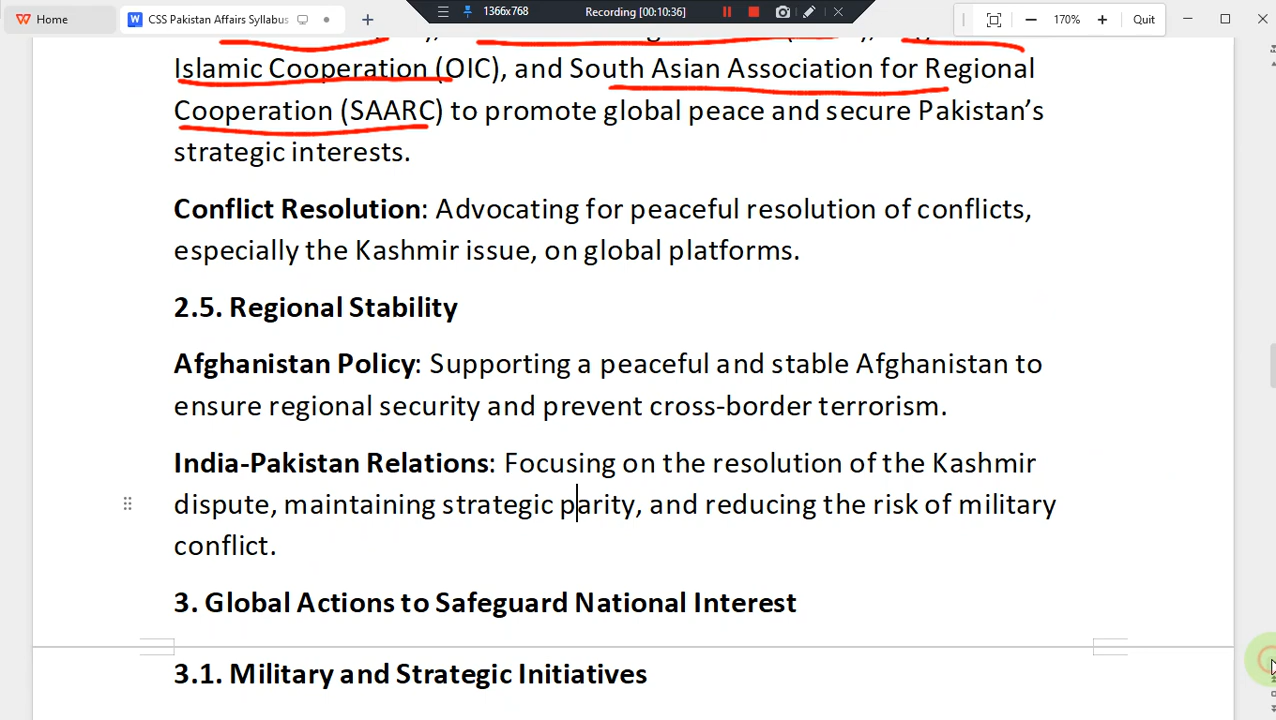 Home
CSS Pakistan Affairs Syllabus
1366x768
Recording [00:10:36]
170%
Quit
Islamic Cooperation (OIC), and South Asian Association for Regional
Cooperation (SAARC) to promote global peace and secure Pakistan’s
strategic interests.
Conflict Resolution: Advocating for peaceful resolution of conflicts,
especially the Kashmir issue, on global platforms.
2.5. Regional Stability
Afghanistan Policy: Supporting a peaceful and stable Afghanistan to
ensure regional security and prevent cross-border terrorism.
India-Pakistan Relations: Focusing on the resolution of the Kashmir
dispute, maintaining strategic parity, and reducing the risk of military
conflict.
3. Global Actions to Safeguard National Interest
3.1. Military and Strategic Initiatives